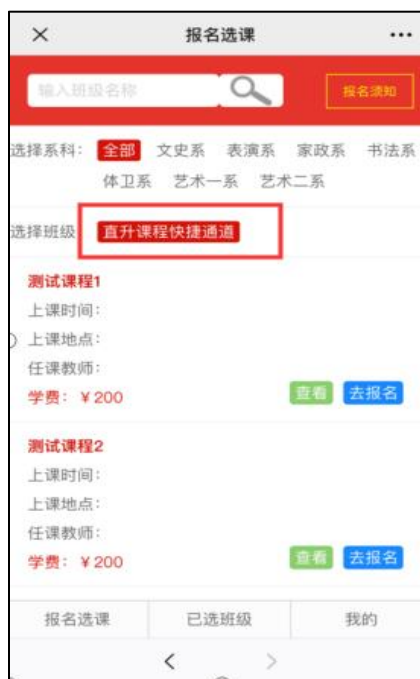 报名选课
输入班级名称
报名须知
选择系科: 全部 文史系 表演系 家政系 书法系
体卫系 艺术一系 艺术二系
选择班级 直升课程快捷通道
测试课程1
上课时间:
上课地点:
任课教师:
学费: ￥200
查看 去报名
测试课程2
上课时间:
上课地点:
任课教师:
学费: ￥200
查看 去报名
报名选课 已选班级 我的